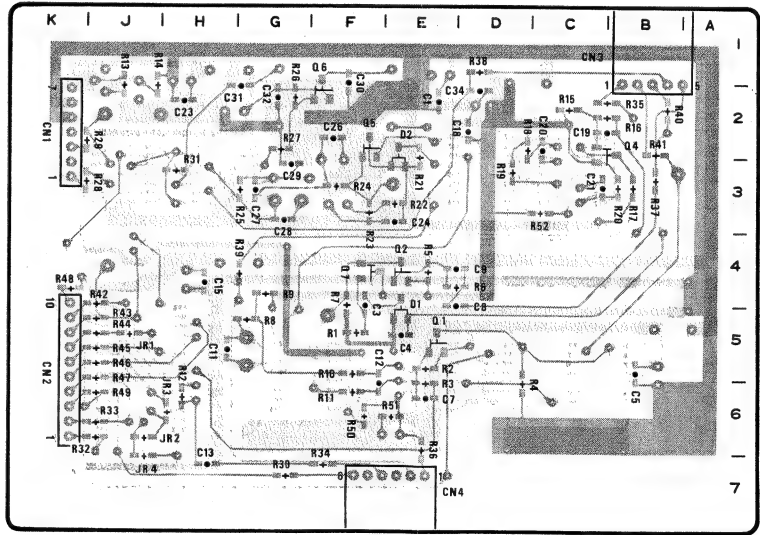 K J H G F E D C B A
I
R13 R14 Q6 R38 CN3
R26 C30
7 C31 C32 C34 1 5
C23 C1 R15 R35
CN1 C26 Q5 C18 R40 2
R27 D2 R18 C20 C19 R16
R28 Q4 R41
R31 C29 R21 R19
1 R28 R24 C21 3
R25 C27 R22 R20 R17 R37
C28 R23 C24 R52
R39 Q2 R5
R48 Q7 C9 4
C15 R9 R7 R6
10 R42 C3 C8
R43 R8 D1
R44 R1 Q1 5
R45 JR1 C11 C4
CN2 R46 C12 R2
R47 R12 R10 R3 R4 C5
R49 JR3 R11 C7
R33 R51 6
R50
1 JR2 R36
R32 C13 R34
JR4 R30 6 1
CN4 7